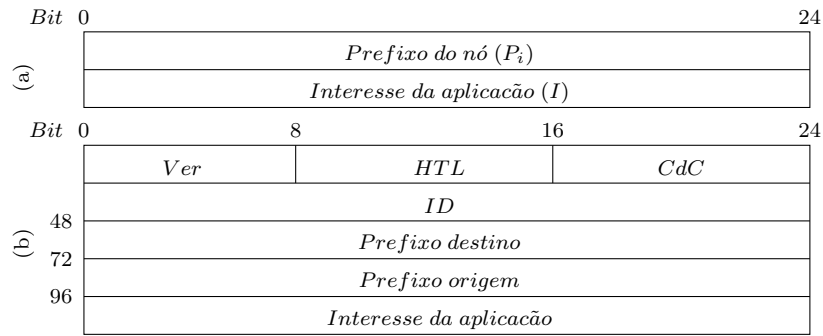 Bit 0 24
(a)
Prefixo do nó (Pi)
Interesse da aplicacão (I)
Bit 0 8 16 24
(b)
Ver HTL CdC
ID
48
Prefixo destino
72
Prefixo origem
96
Interesse da aplicacão